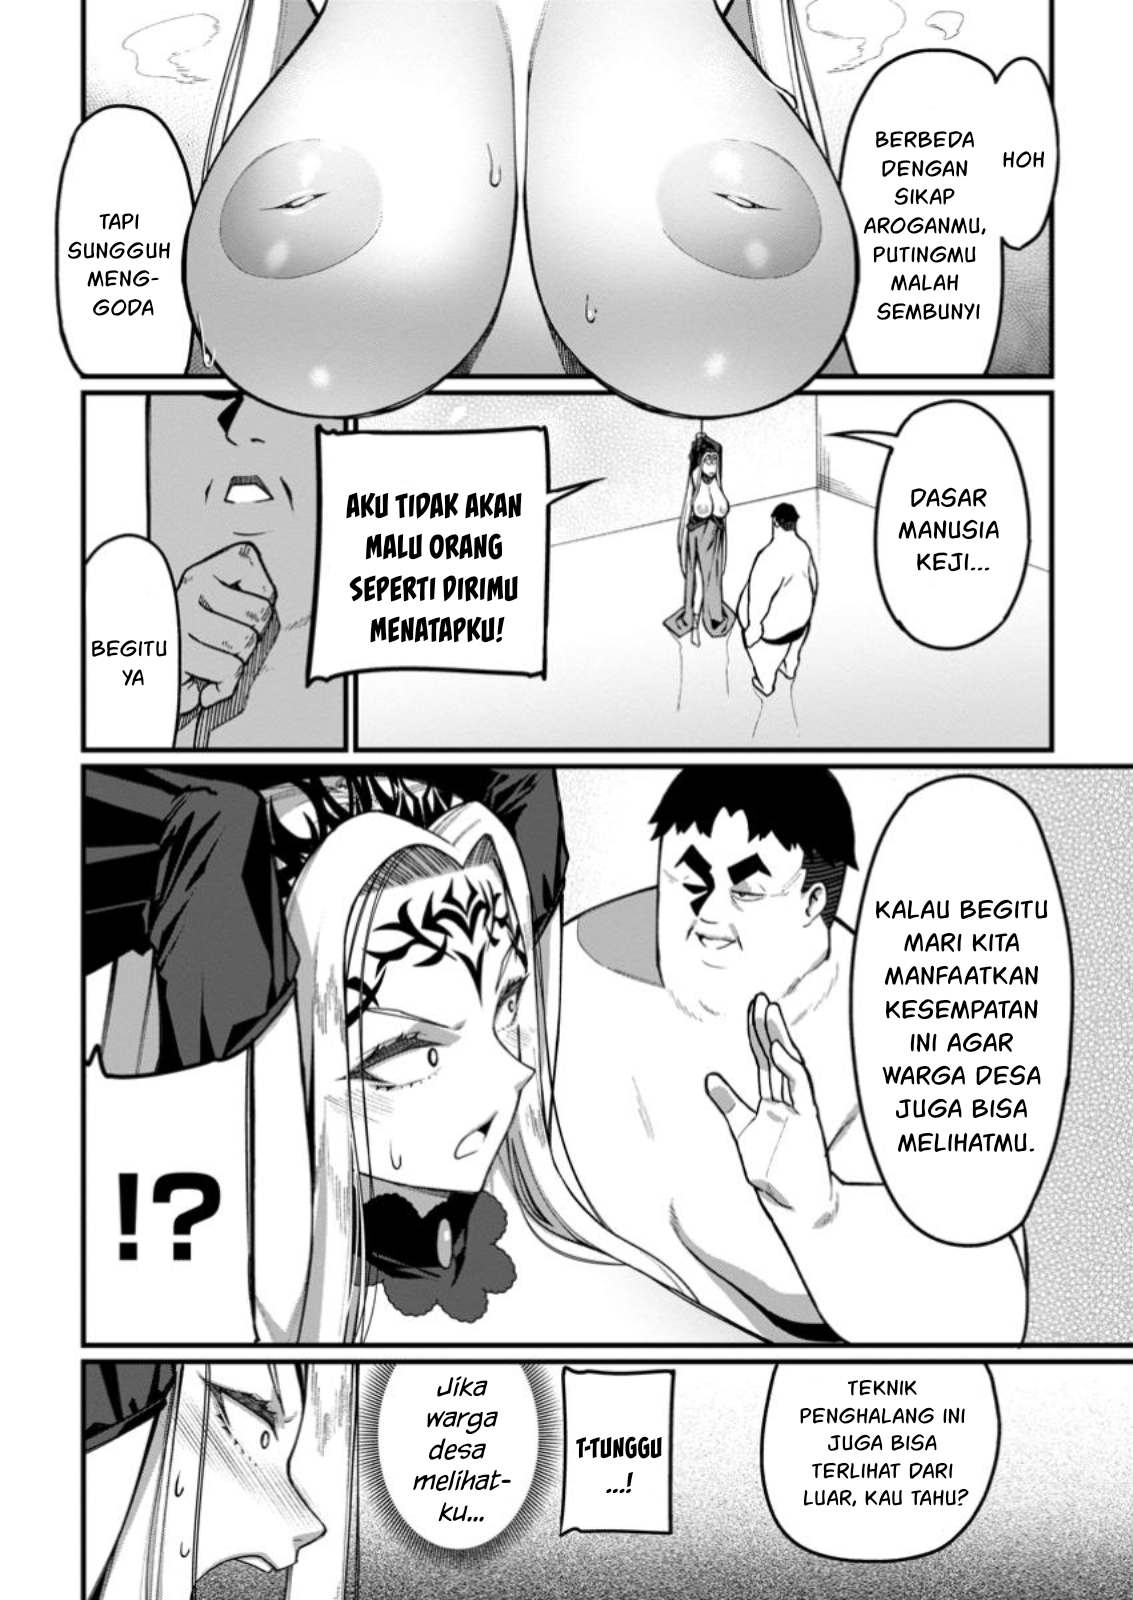 HOH
BERBEDA
DENGAN
SIKAP
AROGANMU,
PUTINGMU
MALAH
SEMBUNYI
TAPI
SUNGGUH
MENG-
GODA
DASAR
MANUSIA
KEJI...
AKU TIDAK AKAN
MALU ORANG
SEPERTI DIRIMU
MENATAPKU!
BEGITU
YA
KALAU BEGITU
MARI KITA
MANFAATKAN
KESEMPATAN
INI AGAR
WARGA DESA
JUGA BISA
MELIHATMU.
!?
TEKNIK
PENGHALANG INI
JUGA BISA
TERLIHAT DARI
LUAR, KAU TAHU?
T-TUNGGU
...!
Jika
warga
desa
melihat-
ku...